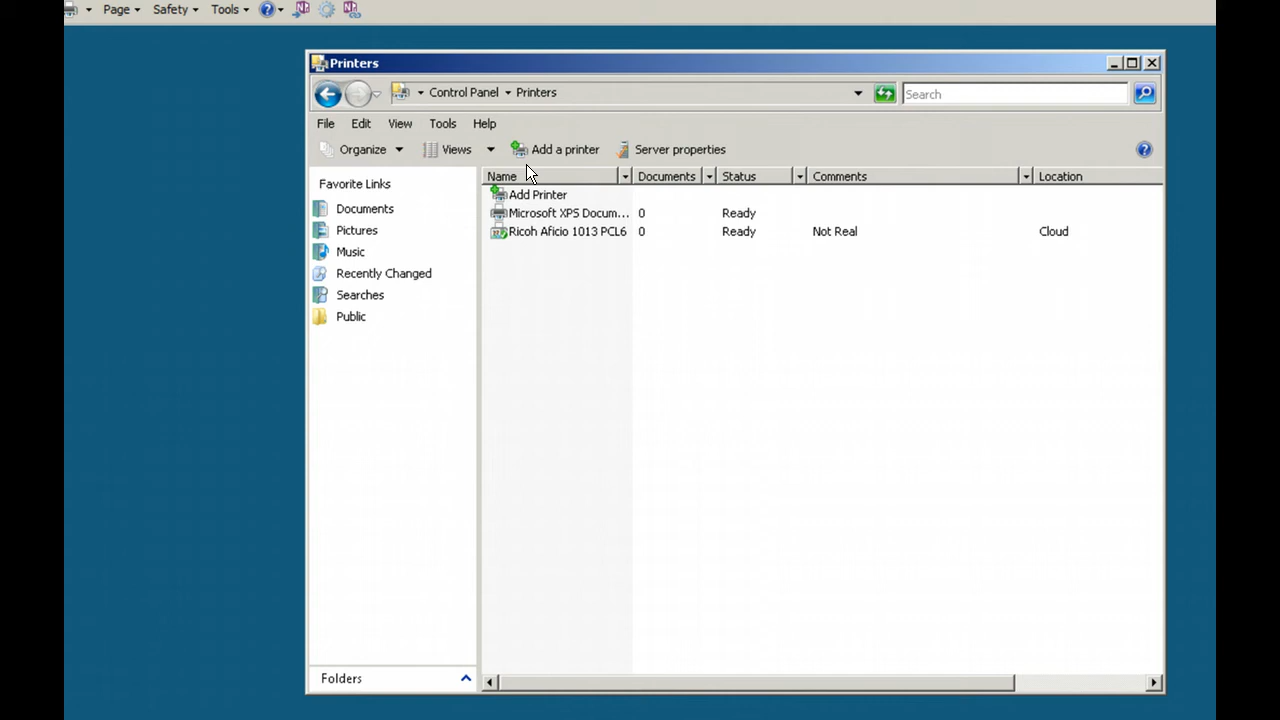 Page Safety Tools
Printers
Control Panel Printers Search
File Edit View Tools Help
Organize Views Add a printer Server properties
Favorite Links
Documents
Pictures
Music
Recently Changed
Searches
Public
Folders
Name Documents Status Comments Location
Add Printer
Microsoft XPS Docum... 0 Ready
Ricoh Aficio 1013 PCL6 0 Ready Not Real Cloud